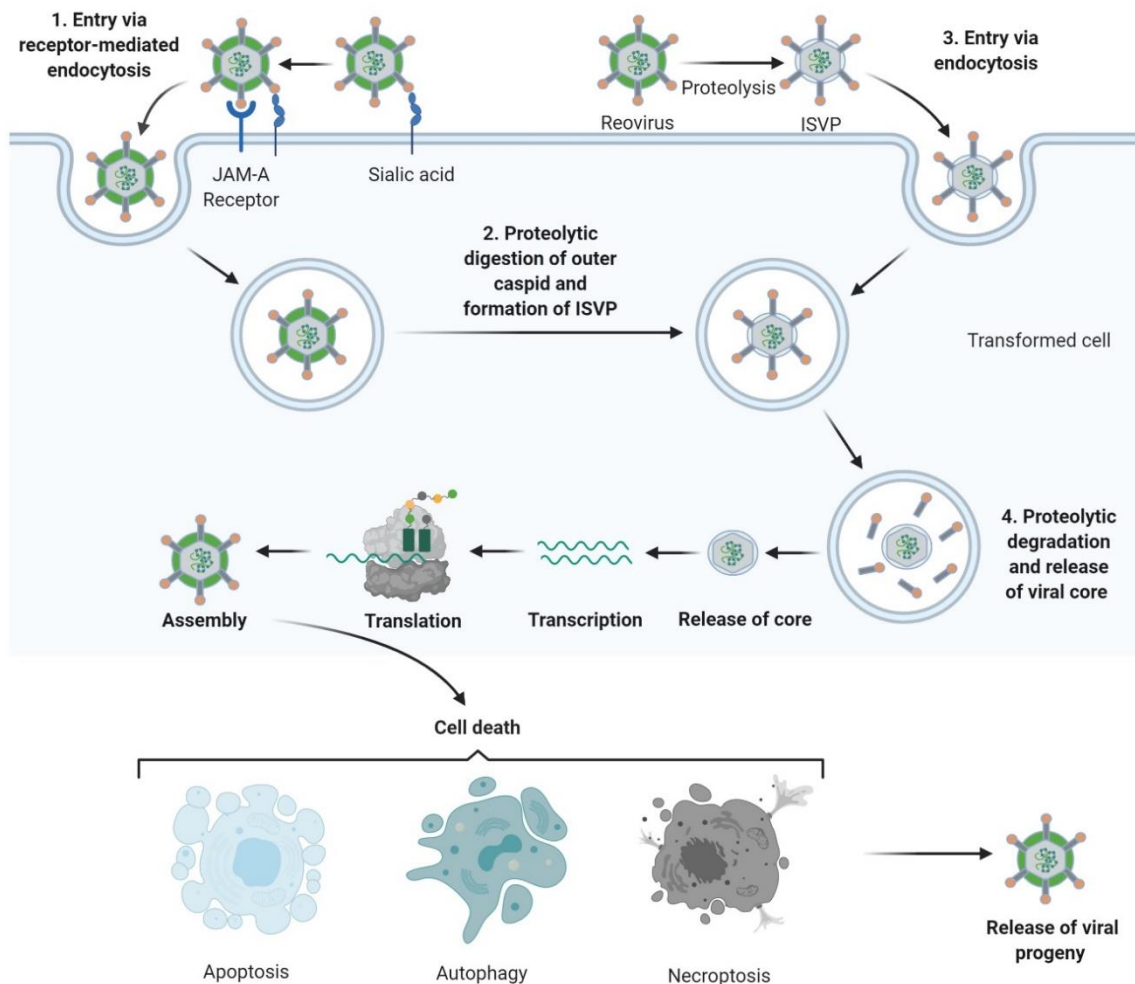 1. Entry via
receptor-mediated
endocytosis
JAM-A
Receptor
Sialic acid
Reovirus
Proteolysis
ISVP
3. Entry via
endocytosis
2. Proteolytic
digestion of outer
caspid and
formation of ISVP
Transformed cell
4. Proteolytic
degradation
and release
of viral core
Release of core
Transcription
Translation
Assembly
Cell death
Apoptosis
Autophagy
Necroptosis
Release of viral
progeny